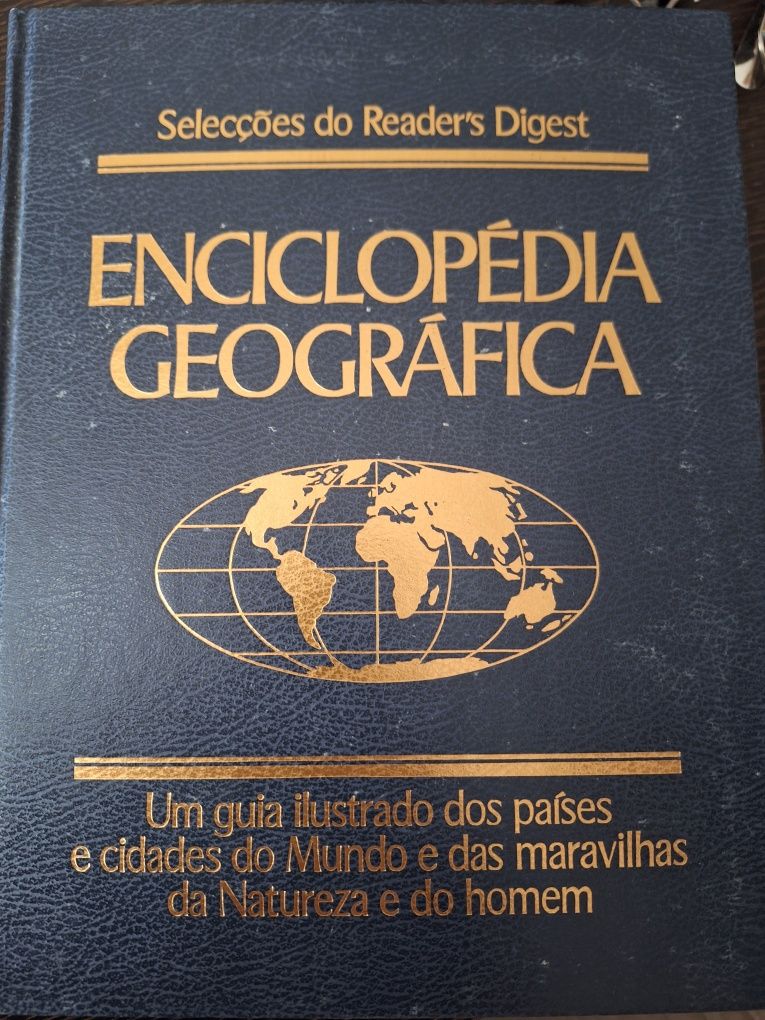 Selecções do Reader's Digest
ENCICLOPÉDIA
GEOGRÁFICA
Um guia ilustrado dos países
e cidades do Mundo e das maravilhas
da Natureza e do homem